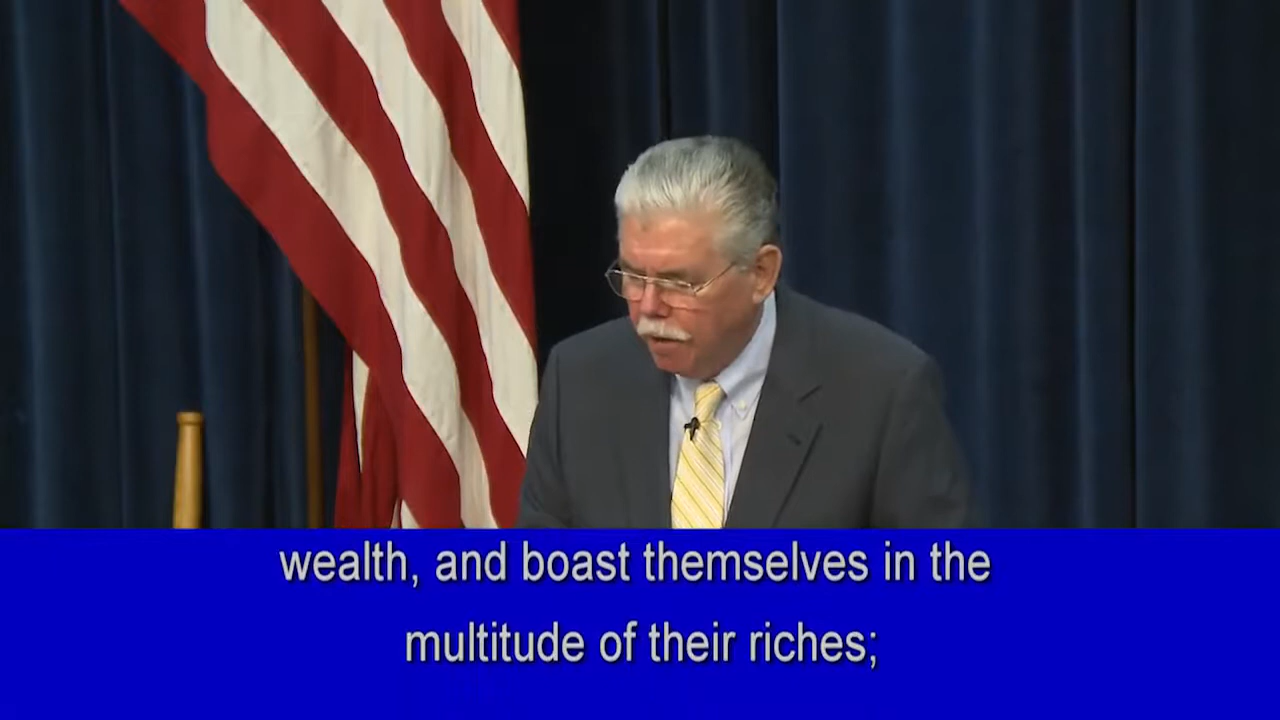 wealth, and boast themselves in the
multitude of their riches;